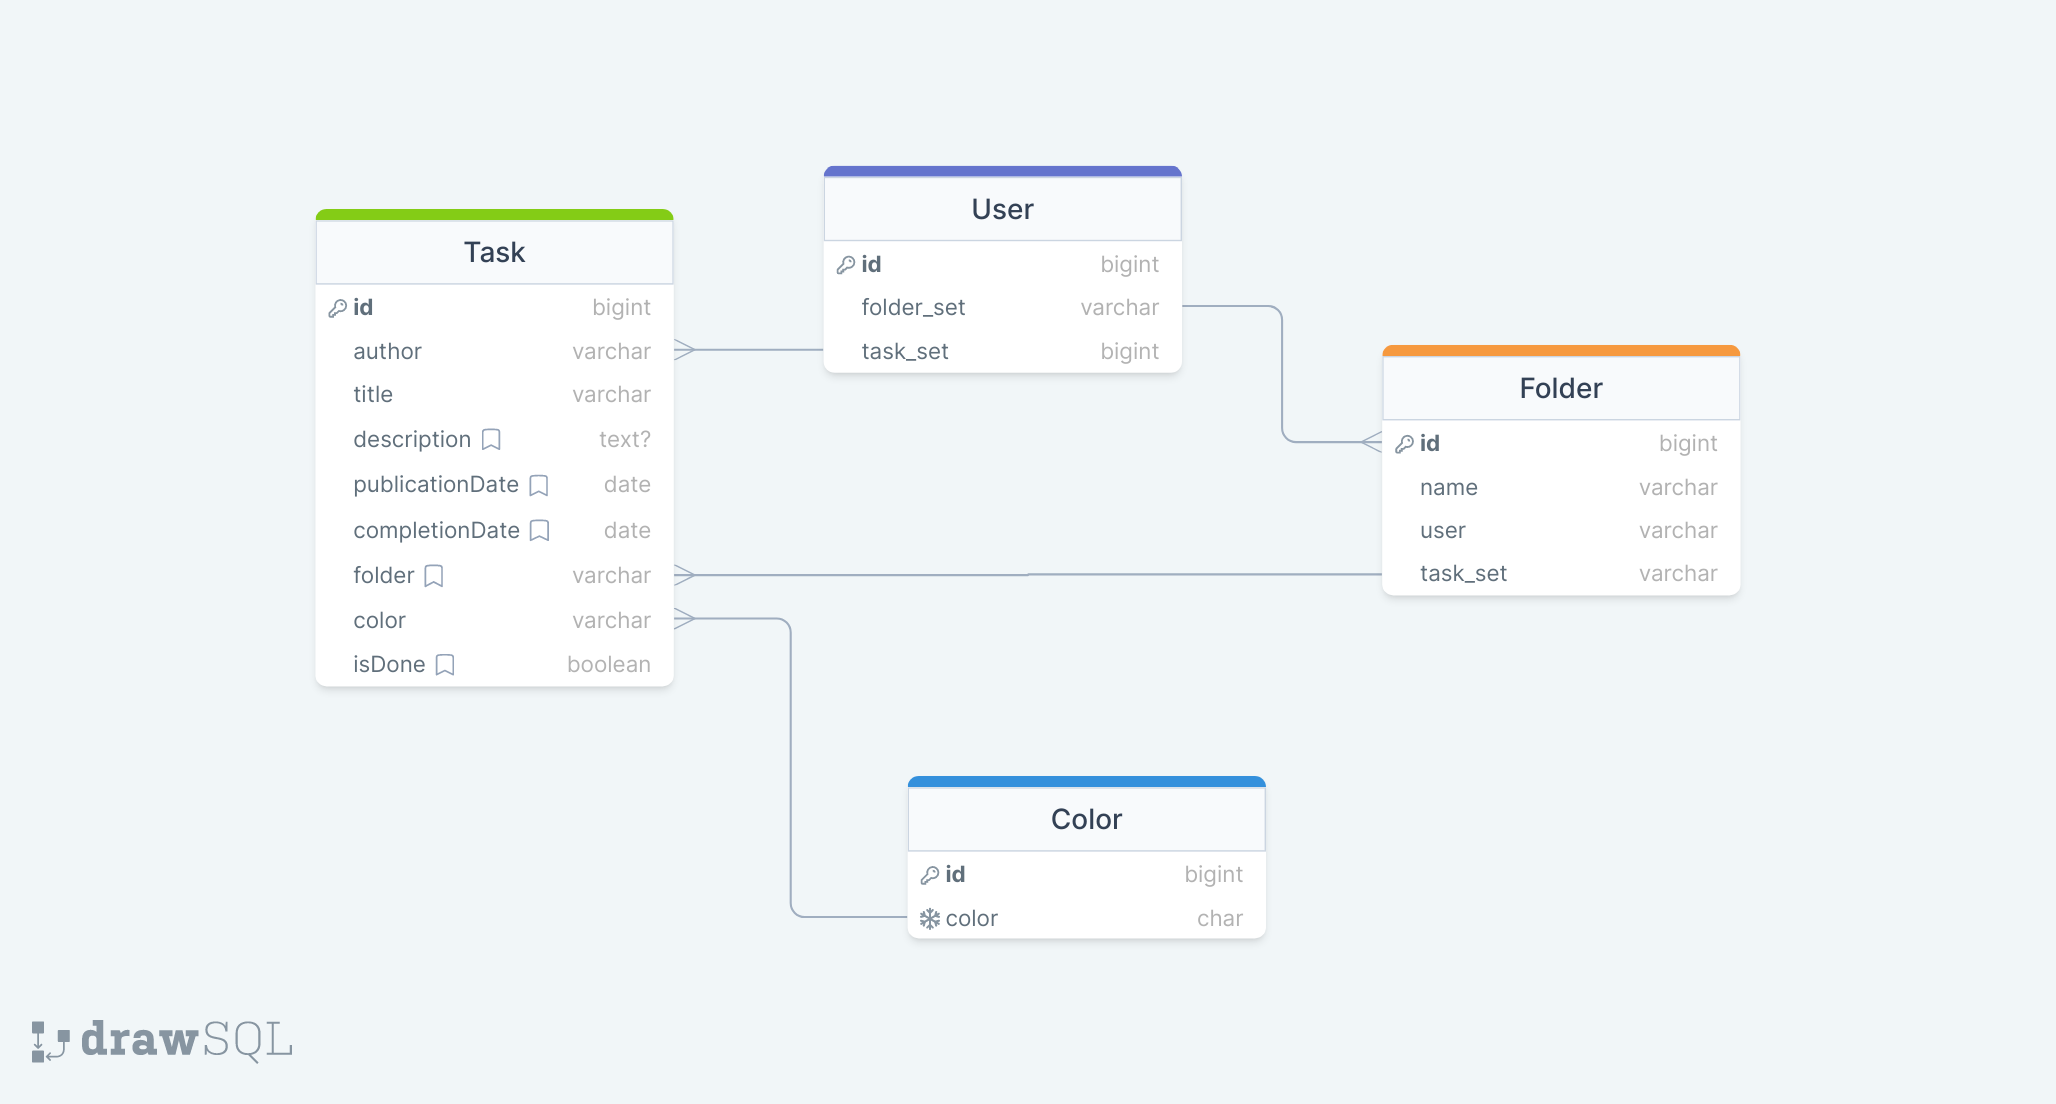 Task
id bigint
author varchar
title varchar
description text?
publicationDate date
completionDate date
folder varchar
color varchar
isDone boolean
User
id bigint
folder_set varchar
task_set bigint
Folder
id bigint
name varchar
user varchar
task_set varchar
Color
id bigint
color char
drawSQL